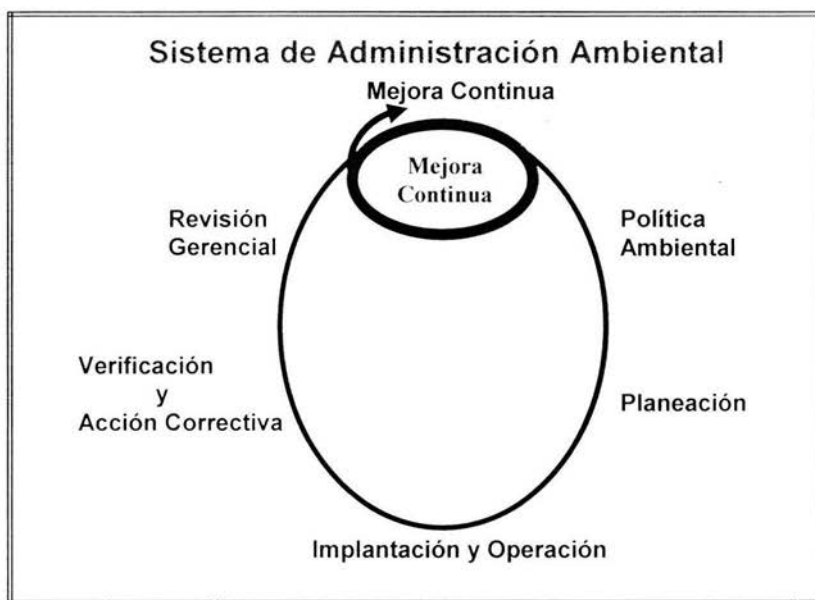 Sistema de Administración Ambiental
Mejora Continua
Mejora
Continua
Revisión
Gerencial
Política
Ambiental
Verificación
y
Acción Correctiva
Planeación
Implantación y Operación